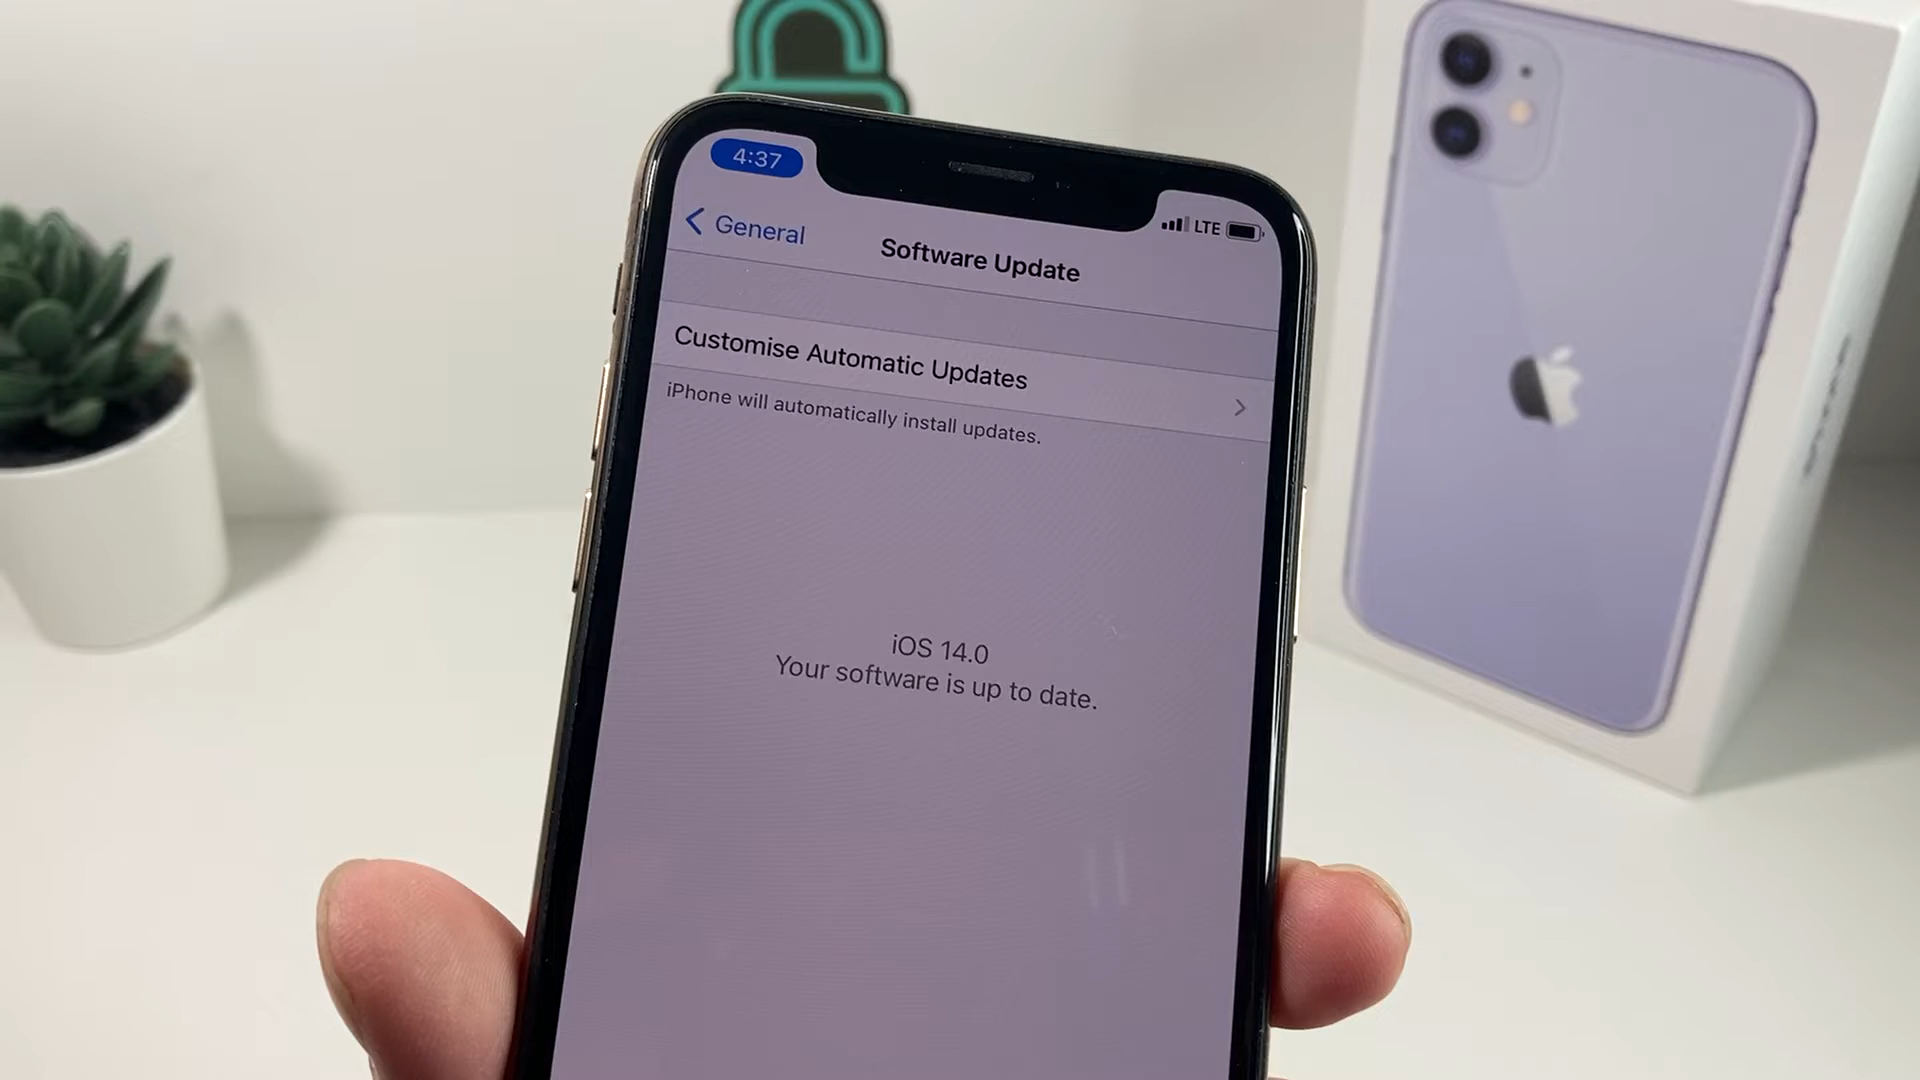 4:37
LTE
General
Software Update
Customise Automatic Updates
iPhone will automatically install updates.
iOS 14.0
Your software is up to date.